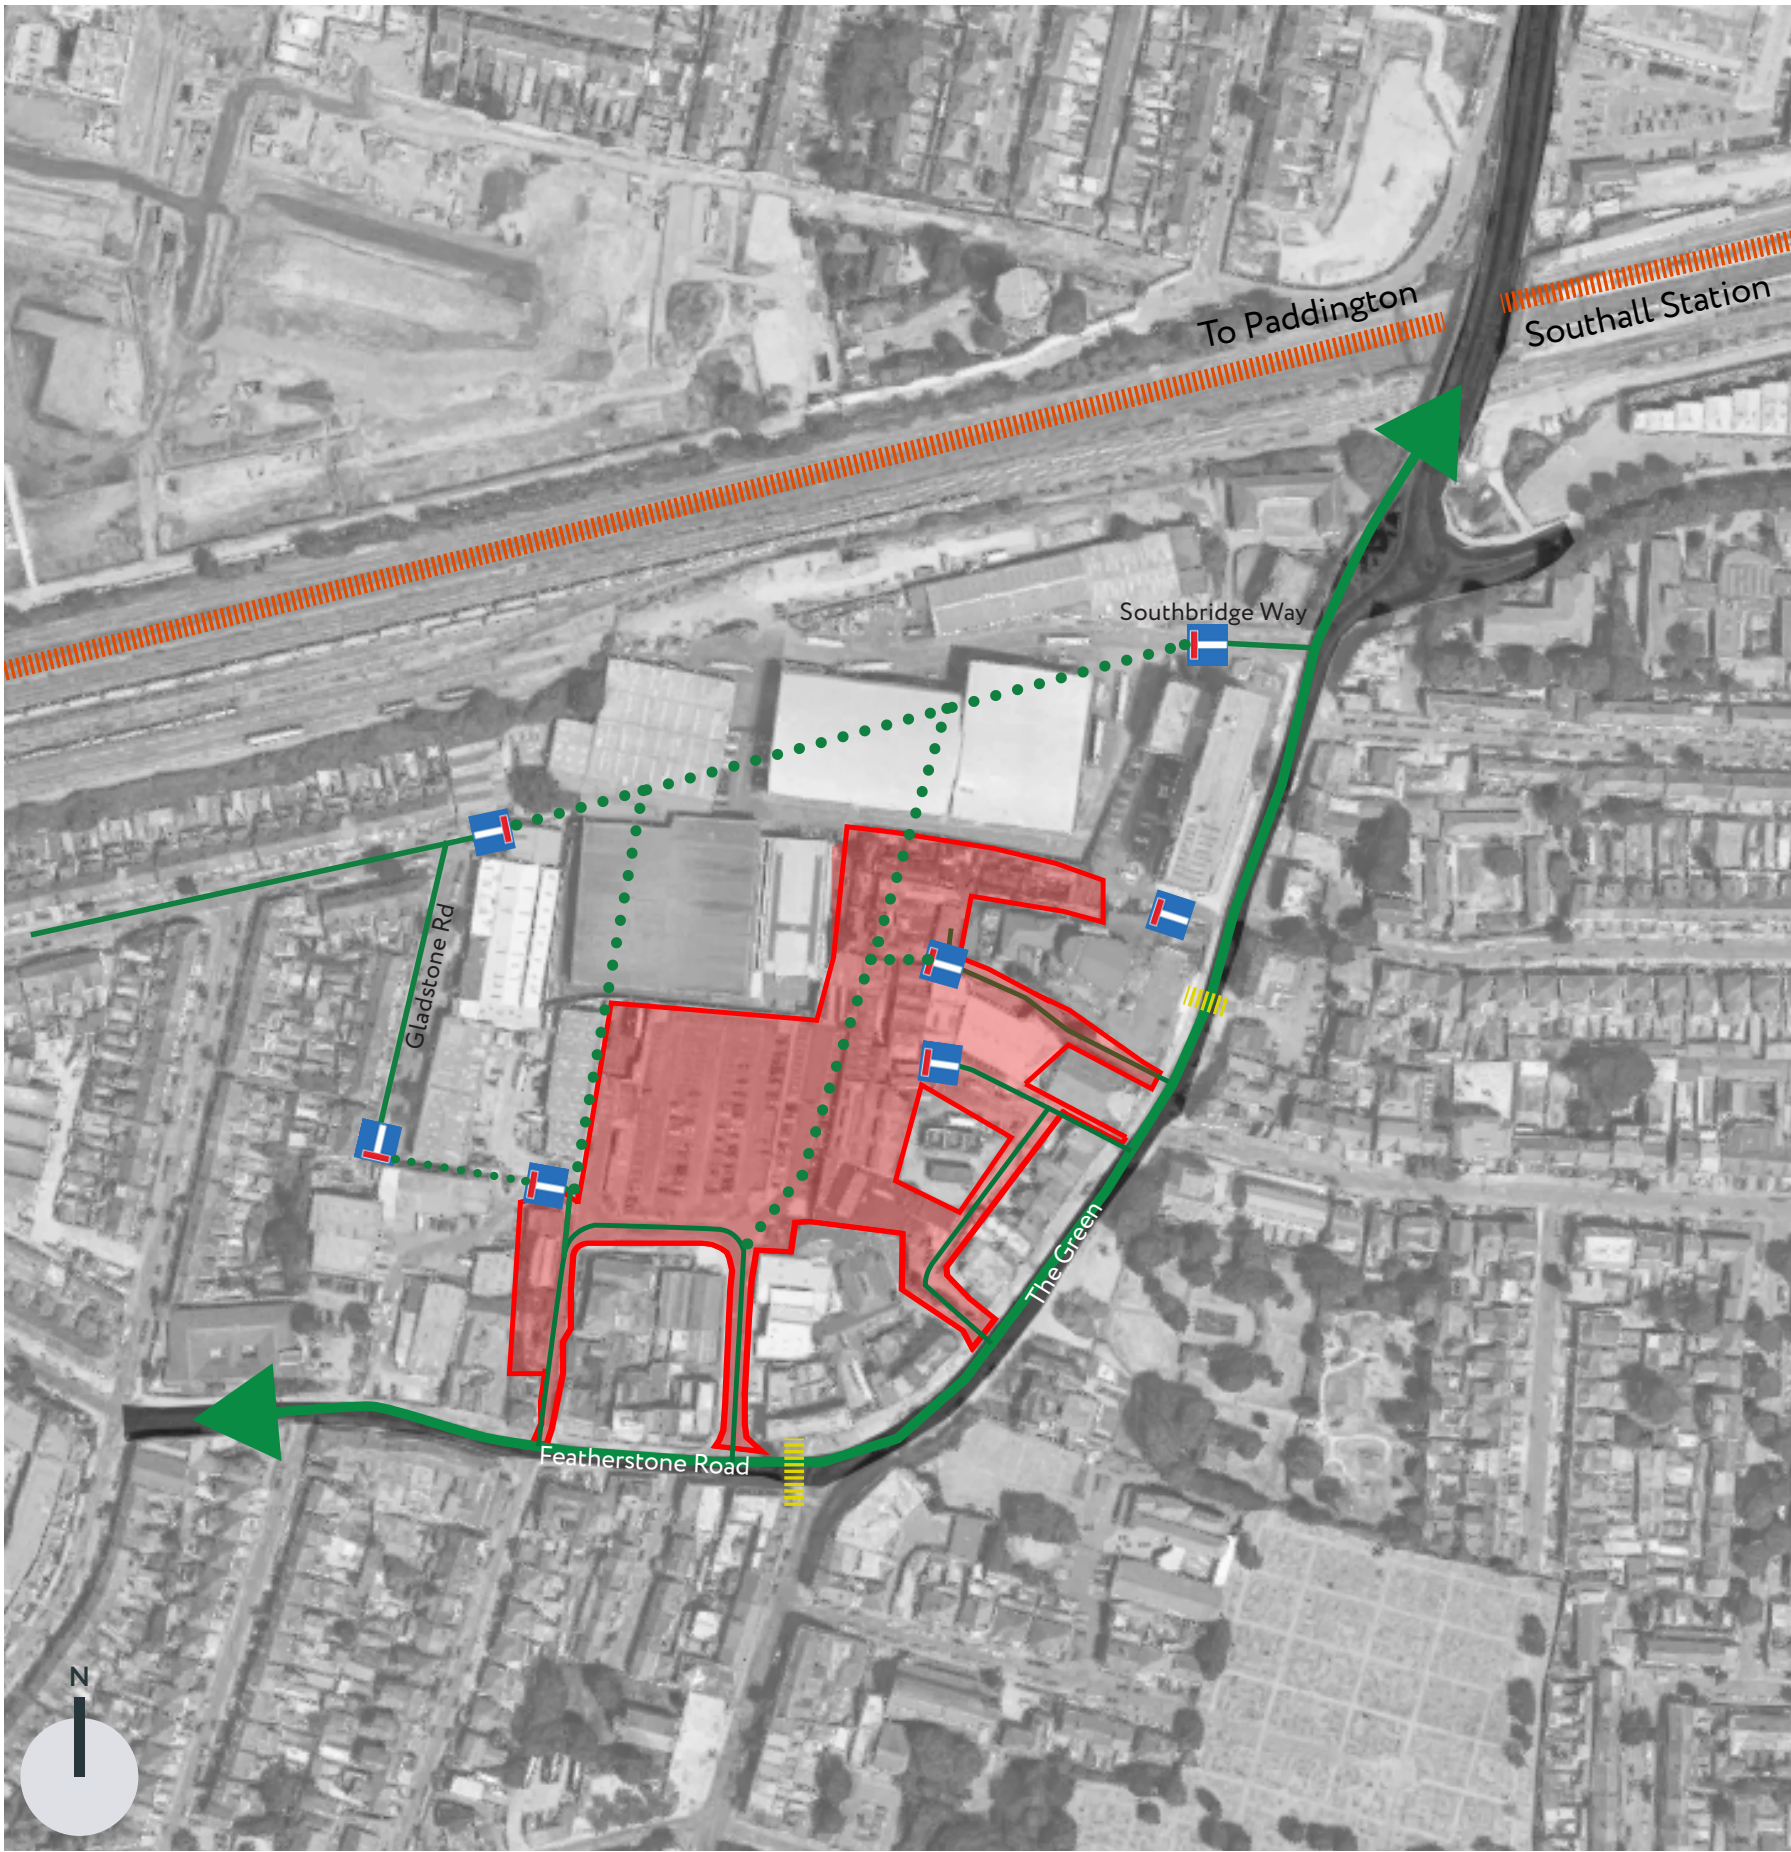 To Paddington
Southall Station
Southbridge Way
Gladstone Rd
The Green
Featherstone Road
N